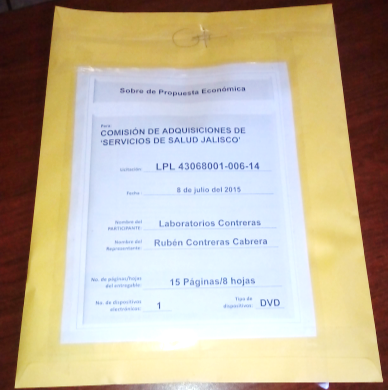 Sobre de Propuesta Económica
Para:
COMISIÓN DE ADQUISICIONES DE
'SERVICIOS DE SALUD JALISCO'
Licitación: LPL 43068001-006-14
Fecha: 8 de julio del 2015
Nombre del
PARTICIPANTE: Laboratorios Contreras
Nombre del
Representante: Rubén Contreras Cabrera
No. de páginas/hojas
del entregable: 15 Páginas/8 hojas
No. de dispositivos
electrónicos: 1
Tipo de
dispositivos: DVD